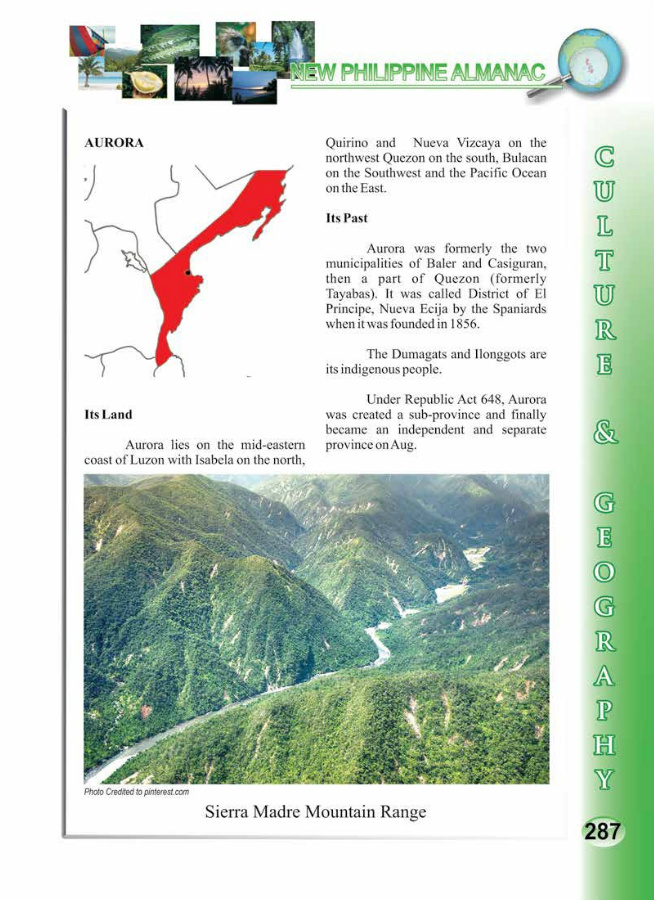 NEW PHILIPPINE ALMANAC
AURORA
Its Land
Aurora lies on the mid-eastern
coast of Luzon with Isabela on the north,
Quirino and Nueva Vizcaya on the
northwest Quezon on the south, Bulacan
on the Southwest and the Pacific Ocean
on the East.
Its Past
Aurora was formerly the two
municipalities of Baler and Casiguran,
then a part of Quezon (formerly
Tayabas). It was called District of El
Principe, Nueva Ecija by the Spaniards
when it was founded in 1856.
The Dumagats and Ilonggots are
its indigenous people.
Under Republic Act 648, Aurora
was created a sub-province and finally
became an independent and separate
province on Aug.
Photo Credited to pinterest.com
Sierra Madre Mountain Range
CULTURE & GEOGRAPHY
287